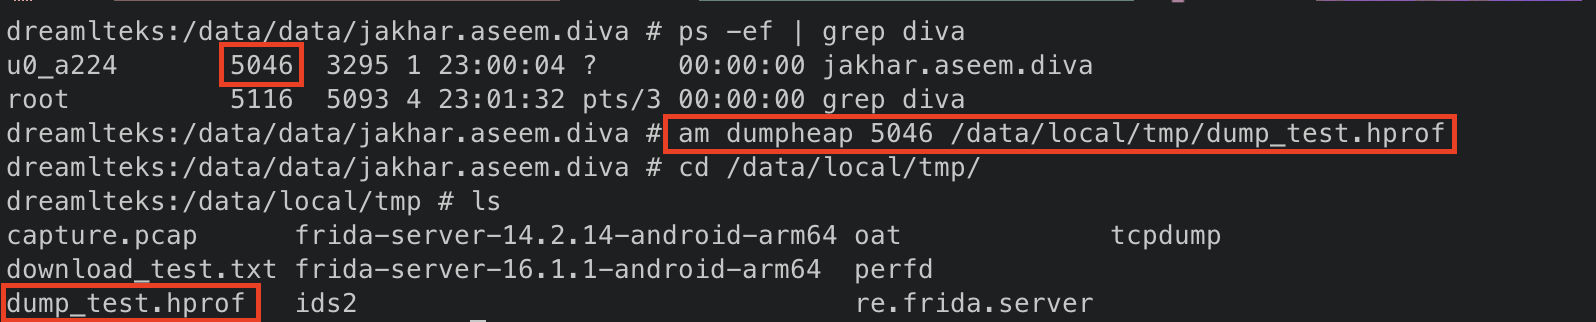 dreamlteks:/data/data/jakhar.aseem.diva # ps -ef | grep diva
u0_a224       5046  3295 1 23:00:04 ?     00:00:00 jakhar.aseem.diva
root          5116  5093 4 23:01:32 pts/3 00:00:00 grep diva
dreamlteks:/data/data/jakhar.aseem.diva # am dumpheap 5046 /data/local/tmp/dump_test.hprof
dreamlteks:/data/data/jakhar.aseem.diva # cd /data/local/tmp/
dreamlteks:/data/local/tmp # ls
capture.pcap      frida-server-14.2.14-android-arm64 oat             tcpdump
download_test.txt frida-server-16.1.1-android-arm64  perfd
dump_test.hprof   ids2                               re.frida.server